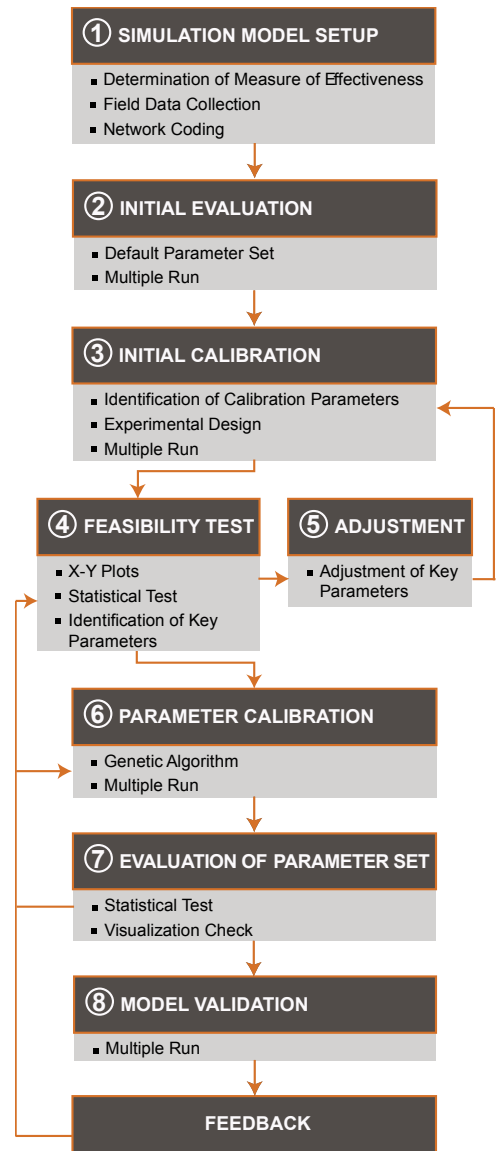 ① SIMULATION MODEL SETUP
▪ Determination of Measure of Effectiveness
▪ Field Data Collection
▪ Network Coding
② INITIAL EVALUATION
▪ Default Parameter Set
▪ Multiple Run
③ INITIAL CALIBRATION
▪ Identification of Calibration Parameters
▪ Experimental Design
▪ Multiple Run
④ FEASIBILITY TEST
▪ X-Y Plots
▪ Statistical Test
▪ Identification of Key
Parameters
⑤ ADJUSTMENT
▪ Adjustment of Key
Parameters
⑥ PARAMETER CALIBRATION
▪ Genetic Algorithm
▪ Multiple Run
⑦ EVALUATION OF PARAMETER SET
▪ Statistical Test
▪ Visualization Check
⑧ MODEL VALIDATION
▪ Multiple Run
FEEDBACK